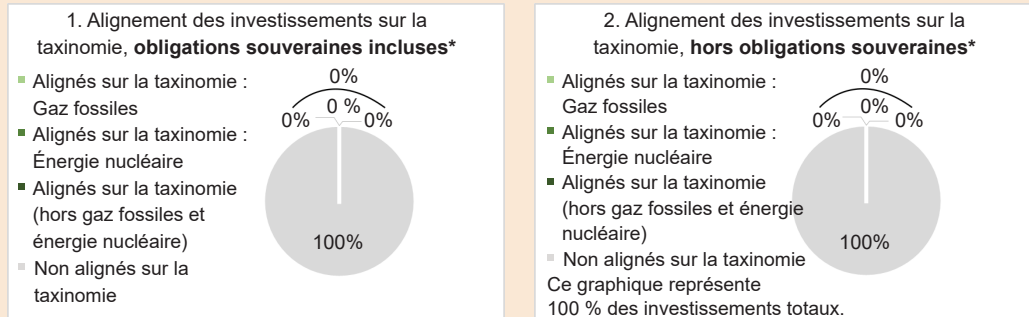 1. Alignement des investissements sur la
taxinomie, obligations souveraines incluses*
Alignés sur la taxinomie :
Gaz fossiles
Alignés sur la taxinomie :
Énergie nucléaire
Alignés sur la taxinomie
(hors gaz fossiles et
énergie nucléaire)
Non alignés sur la
taxinomie
0%
0 %
0%
0%
100%
2. Alignement des investissements sur la
taxinomie, hors obligations souveraines*
Alignés sur la taxinomie :
Gaz fossiles
Alignés sur la taxinomie :
Énergie nucléaire
Alignés sur la taxinomie
(hors gaz fossiles et énergie
nucléaire)
Non alignés sur la taxinomie
0%
0%
0%
0%
100%
Ce graphique représente
100 % des investissements totaux.